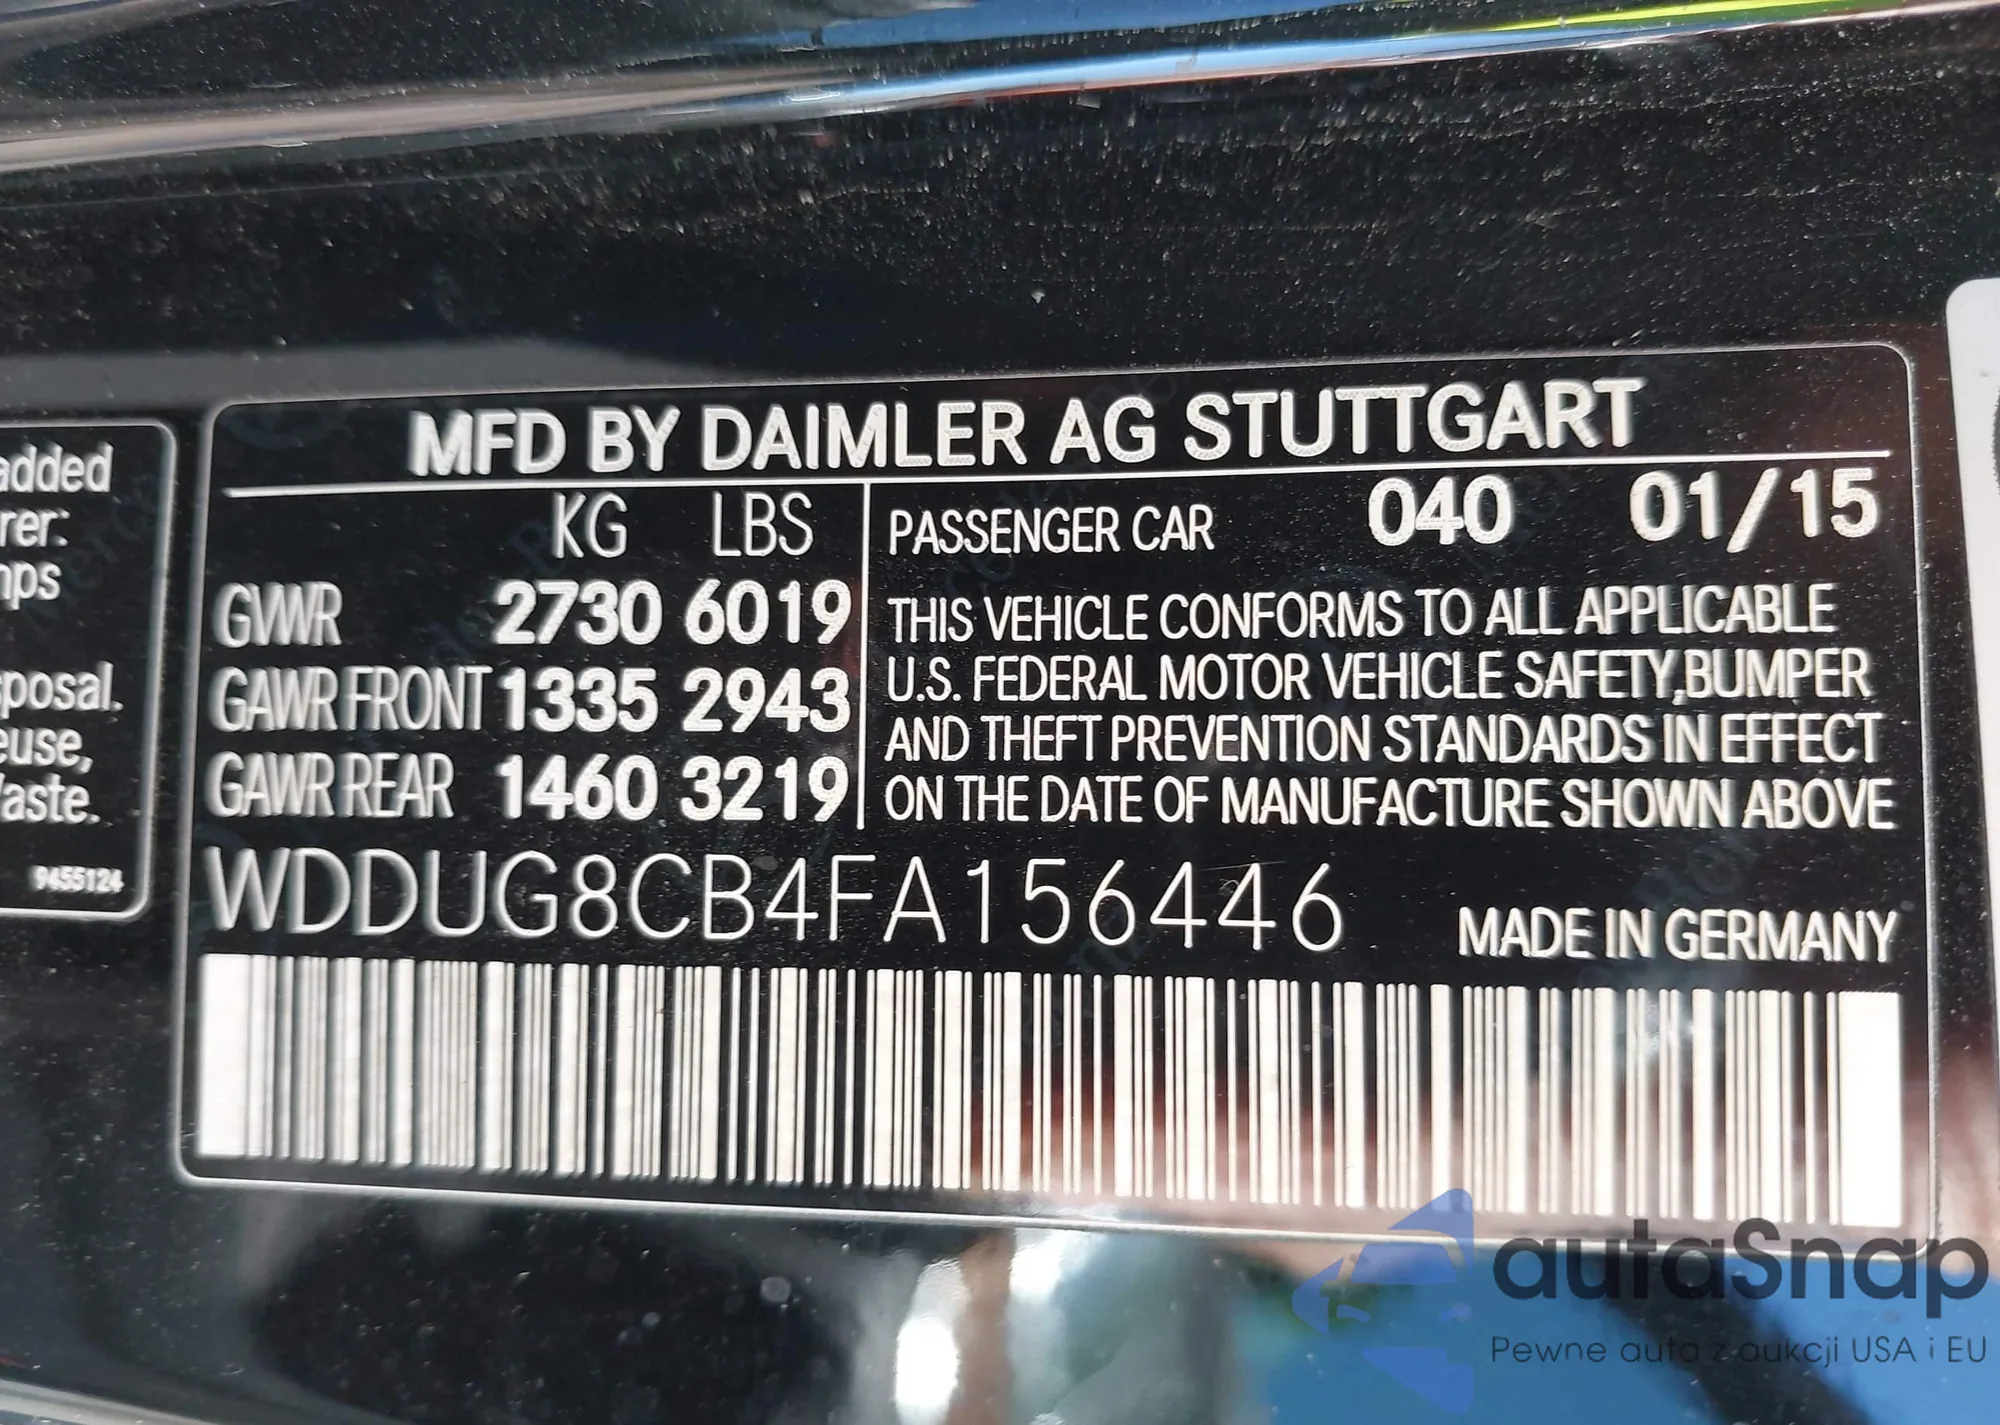 added
rer:
mps
posal.
euse,
aste.
9455124
MFD BY DAIMLER AG STUTTGART
KG LBS
GVWR 2730 6019
GAWR FRONT 1335 2943
GAWR REAR 1460 3219
PASSENGER CAR 040 01/15
THIS VEHICLE CONFORMS TO ALL APPLICABLE
U.S. FEDERAL MOTOR VEHICLE SAFETY,BUMPER
AND THEFT PREVENTION STANDARDS IN EFFECT
ON THE DATE OF MANUFACTURE SHOWN ABOVE
WDDUG8CB4FA156446
MADE IN GERMANY
autaSnap
Pewne auta z aukcji USA i EU